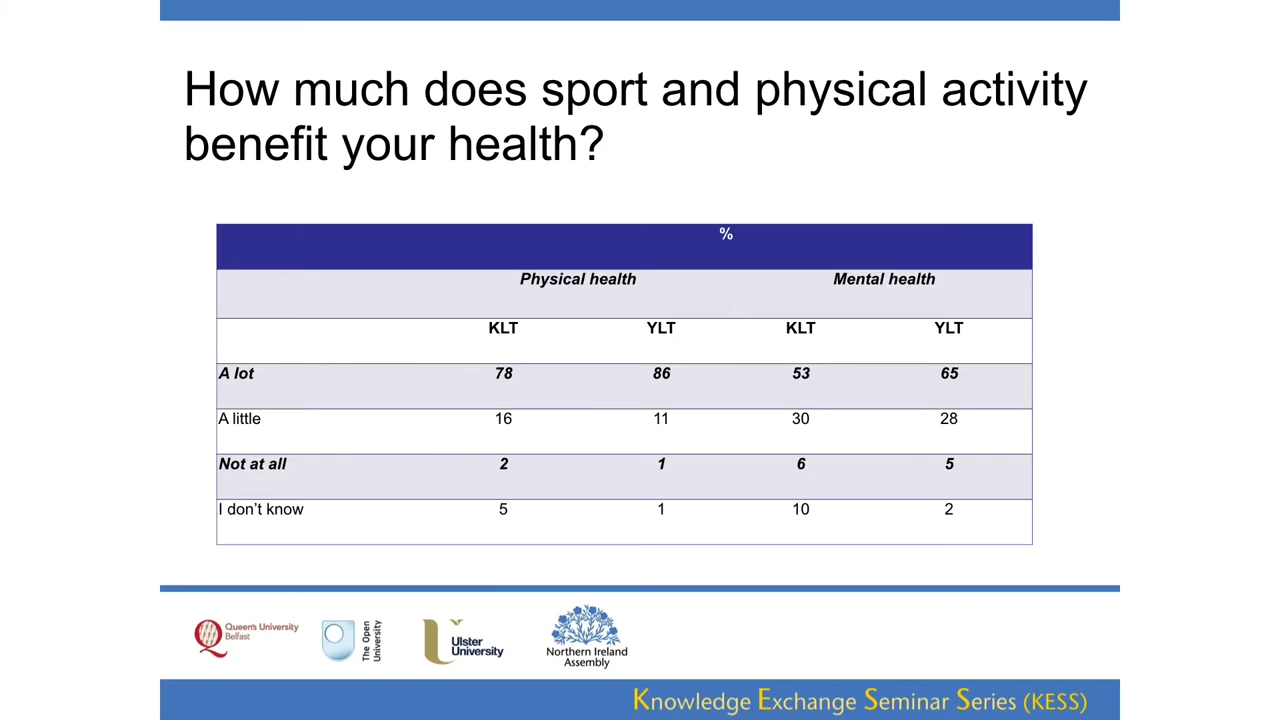 How much does sport and physical activity
benefit your health?
%
Physical health Mental health
KLT YLT KLT YLT
A lot 78 86 53 65
A little 16 11 30 28
Not at all 2 1 6 5
I don’t know 5 1 10 2
Queen's University
Belfast
The Open
University
Ulster
University
Northern Ireland
Assembly
Knowledge Exchange Seminar Series (KESS)